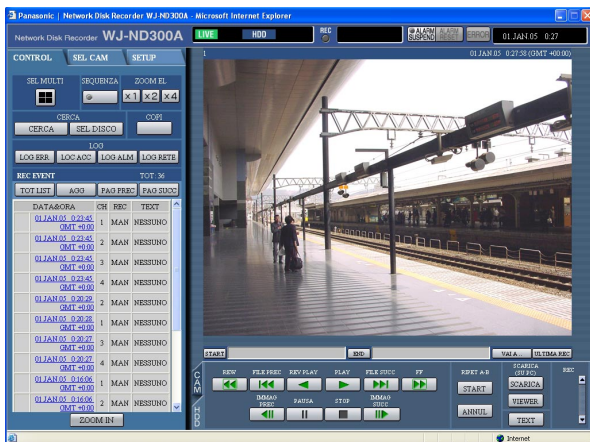 Panasonic | Network Disk Recorder WJ-ND300A - Microsoft Internet Explorer
Network Disk Recorder WJ-ND300A
LIVE HDD REC ALARM SUSPEND ALARM RESET ERROR 01.JAN.05 0:27
CONTROL SEL CAM SETUP
1 01.JAN.05 0:27:58 (GMT +00:00)
SEL MULTI SEQUENZA ZOOM EL
x1 x2 x4
CERCA COPI
CERCA SEL DISCO
LOG
LOG ERR LOC ACC LOG ALM LOG RETE
REC EVENT TOT: 36
TOT LIST AGG PAG PREC PAG SUCC
DATA&ORA CH REC TEXT
01.JAN.05 0:23:45 GMT +0:00 1 MAN NESSUNO
01.JAN.05 0:23:45 GMT +0:00 2 MAN NESSUNO
01.JAN.05 0:23:45 GMT +0:00 3 MAN NESSUNO
01.JAN.05 0:23:45 GMT +0:00 4 MAN NESSUNO
01.JAN.05 0:20:29 GMT +0:00 2 MAN NESSUNO
01.JAN.05 0:20:28 GMT +0:00 1 MAN NESSUNO
01.JAN.05 0:20:27 GMT +0:00 3 MAN NESSUNO
01.JAN.05 0:20:27 GMT +0:00 4 MAN NESSUNO
01.JAN.05 0:16:06 GMT +0:00 1 MAN NESSUNO
01.JAN.05 0:16:06 GMT +0:00 2 MAN NESSUNO
ZOOM IN
START END VAI A... ULTIMA REC
CAM
HDD
REW FILE PREC REV PLAY PLAY FILE SUCC FF
IMMAG PREC PAUSA STOP IMMAG SUCC
RIPET A-B
START
ANNUL
SCARICA (SU PC)
SCARICA
VIEWER
TEXT
REC
Internet